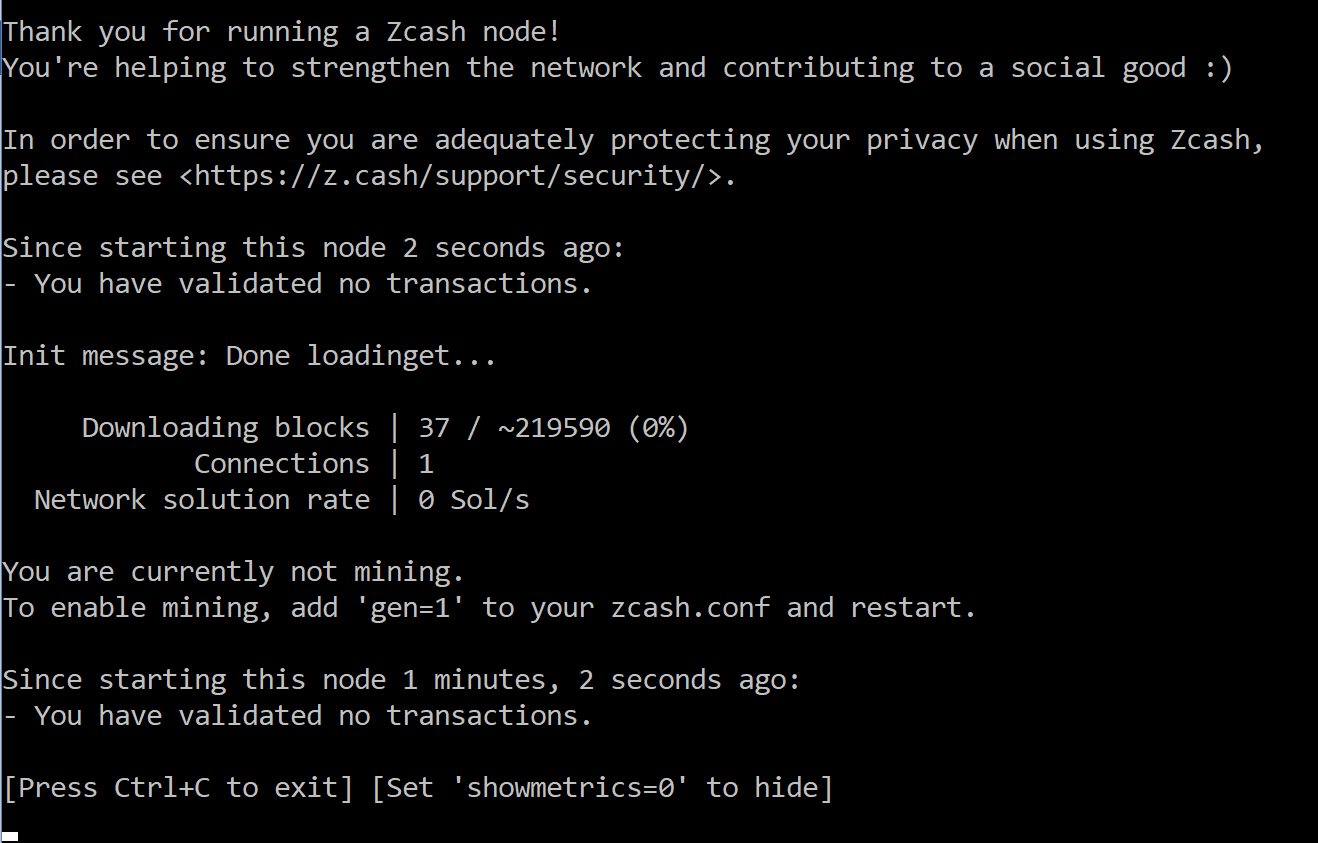 Thank you for running a Zcash node!
You're helping to strengthen the network and contributing to a social good :)
In order to ensure you are adequately protecting your privacy when using Zcash,
please see <https://z.cash/support/security/>.
Since starting this node 2 seconds ago:
- You have validated no transactions.
Init message: Done loadinget...
Downloading blocks | 37 / ~219590 (0%)
Connections | 1
Network solution rate | 0 Sol/s
You are currently not mining.
To enable mining, add 'gen=1' to your zcash.conf and restart.
Since starting this node 1 minutes, 2 seconds ago:
- You have validated no transactions.
[Press Ctrl+C to exit] [Set 'showmetrics=0' to hide]